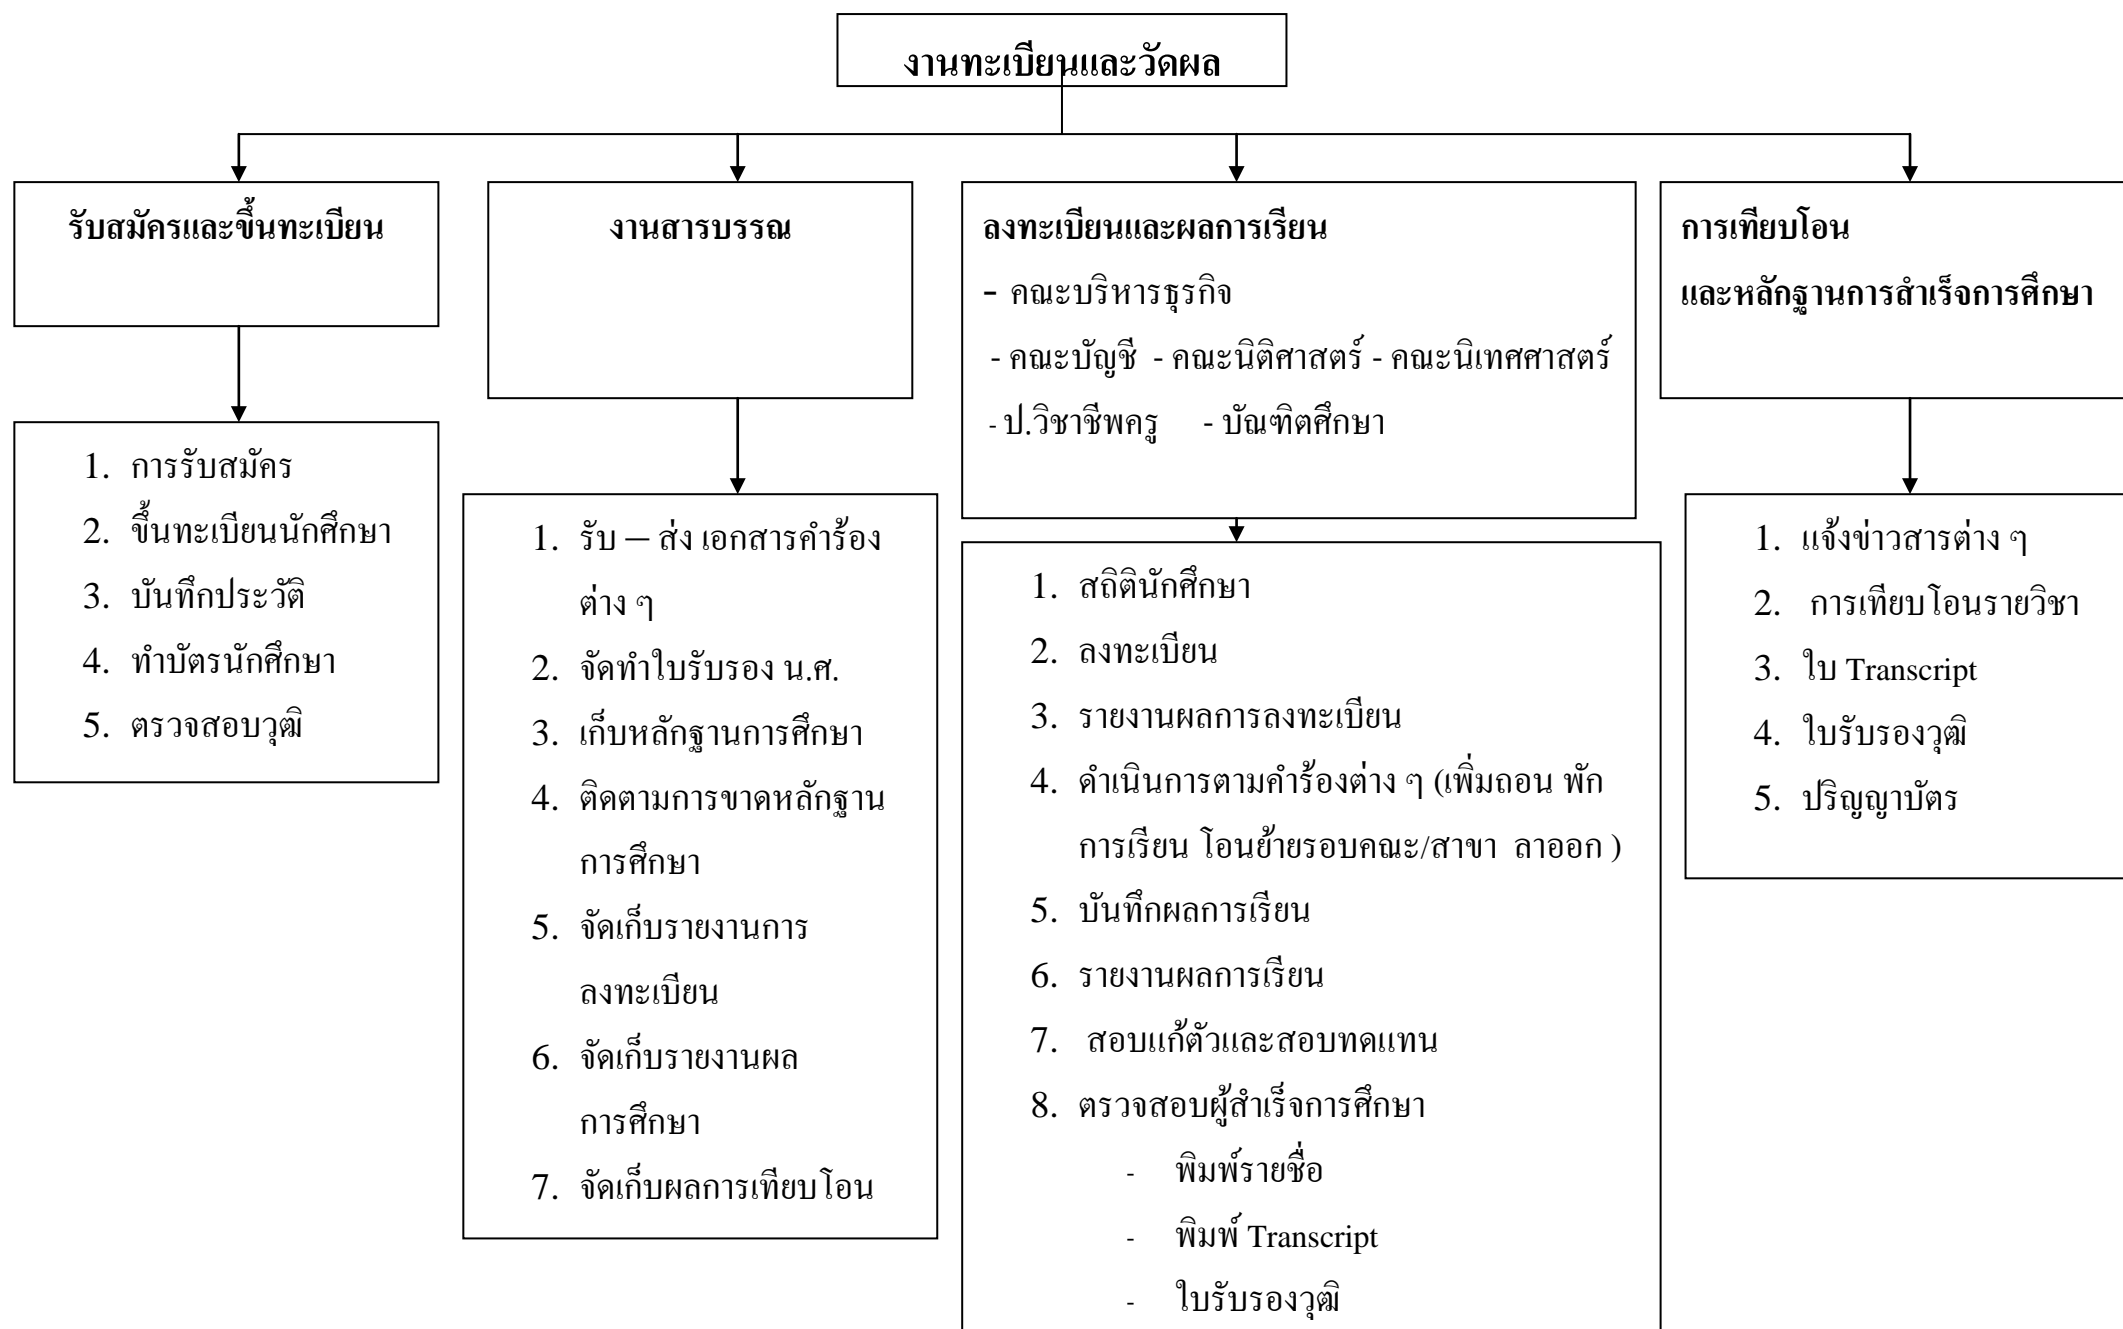 งานทะเบียนและวัดผล
รับสมัครและขึ้นทะเบียน
1. การรับสมัคร
2. ขึ้นทะเบียนนักศึกษา
3. บันทึกประวัติ
4. ทำบัตรนักศึกษา
5. ตรวจสอบวุฒิ
งานสารบรรณ
1. รับ – ส่ง เอกสารคำร้อง
ต่าง ๆ
2. จัดทำใบรับรอง น.ศ.
3. เก็บหลักฐานการศึกษา
4. ติดตามการขาดหลักฐาน
การศึกษา
5. จัดเก็บรายงานการ
ลงทะเบียน
6. จัดเก็บรายงานผล
การศึกษา
7. จัดเก็บผลการเทียบโอน
ลงทะเบียนและผลการเรียน
- คณะบริหารธุรกิจ
- คณะบัญชี - คณะนิติศาสตร์ - คณะนิเทศศาสตร์
- ป.วิชาชีพครู - บัณฑิตศึกษา
1. สถิตินักศึกษา
2. ลงทะเบียน
3. รายงานผลการลงทะเบียน
4. ดำเนินการตามคำร้องต่าง ๆ (เพิ่มถอน พัก
การเรียน โอนย้ายรอบคณะ/สาขา ลาออก )
5. บันทึกผลการเรียน
6. รายงานผลการเรียน
7. สอบแก้ตัวและสอบทดแทน
8. ตรวจสอบผู้สำเร็จการศึกษา
- พิมพ์รายชื่อ
- พิมพ์ Transcript
- ใบรับรองวุฒิ
การเทียบโอน
และหลักฐานการสำเร็จการศึกษา
1. แจ้งข่าวสารต่าง ๆ
2. การเทียบโอนรายวิชา
3. ใบ Transcript
4. ใบรับรองวุฒิ
5. ปริญญาบัตร